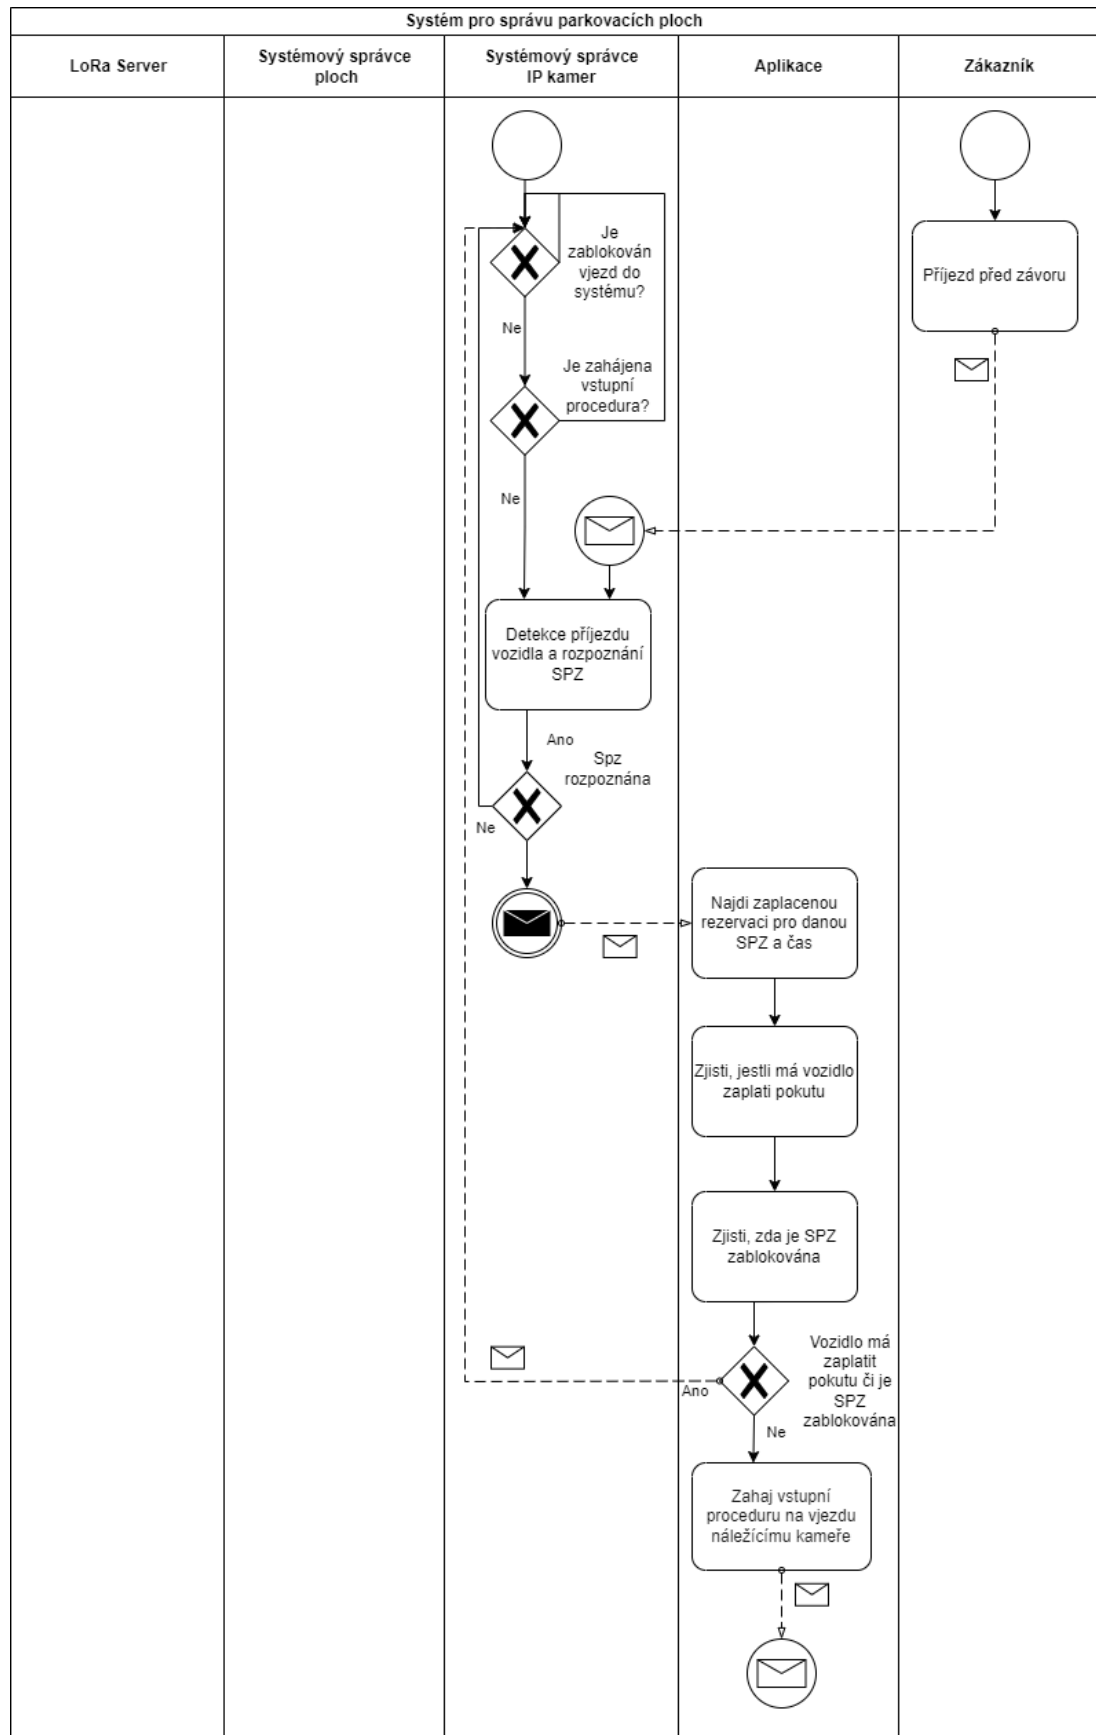 Systém pro správu parkovacích ploch
LoRa Server
Systémový správce
ploch
Systémový správce
IP kamer
Aplikace
Zákazník
Je
zablokován
vjezd do
systému?
Příjezd před závoru
Ne
Je zahájena
vstupní
procedura?
Ne
Detekce příjezdu
vozidla a rozpoznání
SPZ
Ano
Spz
rozpoznána
Ne
Najdi zaplacenou
rezervaci pro danou
SPZ a čas
Zjisti, jestli má vozidlo
zaplati pokutu
Zjisti, zda je SPZ
zablokována
Vozidlo má
zaplatit
pokutu či je
SPZ
zablokována
Ano
Ne
Zahaj vstupní
proceduru na vjezdu
náležícímu kameře